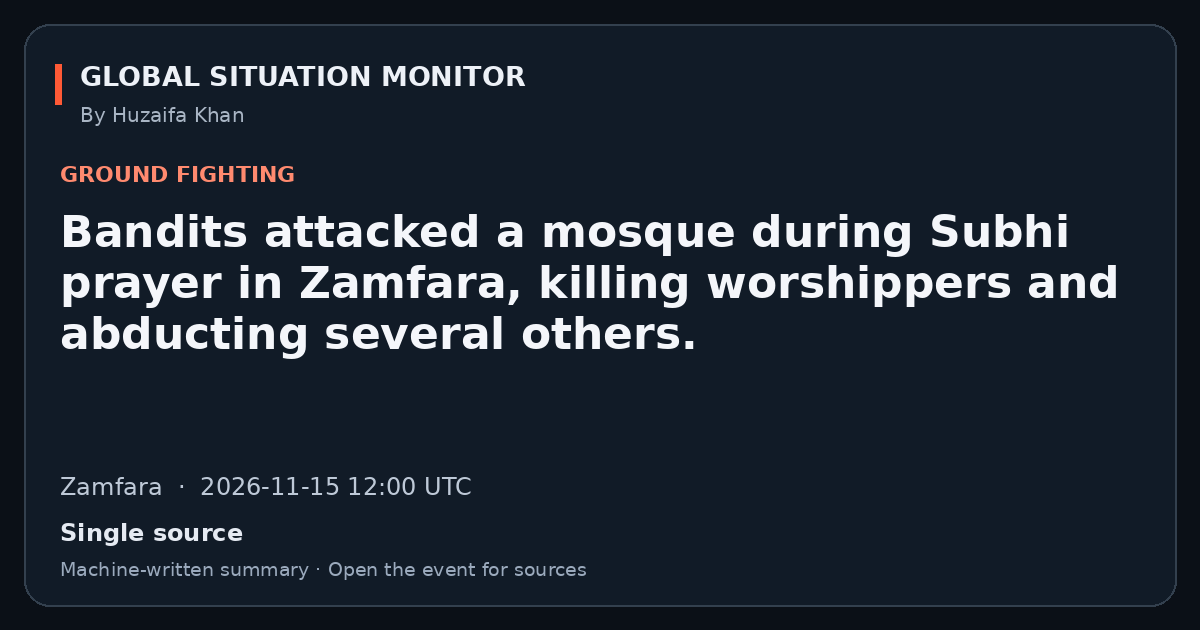 GLOBAL SITUATION MONITOR
By Huzaifa Khan
GROUND FIGHTING
Bandits attacked a mosque during Subhi
prayer in Zamfara, killing worshippers and
abducting several others.
Zamfara · 2026-11-15 12:00 UTC
Single source
Machine-written summary · Open the event for sources